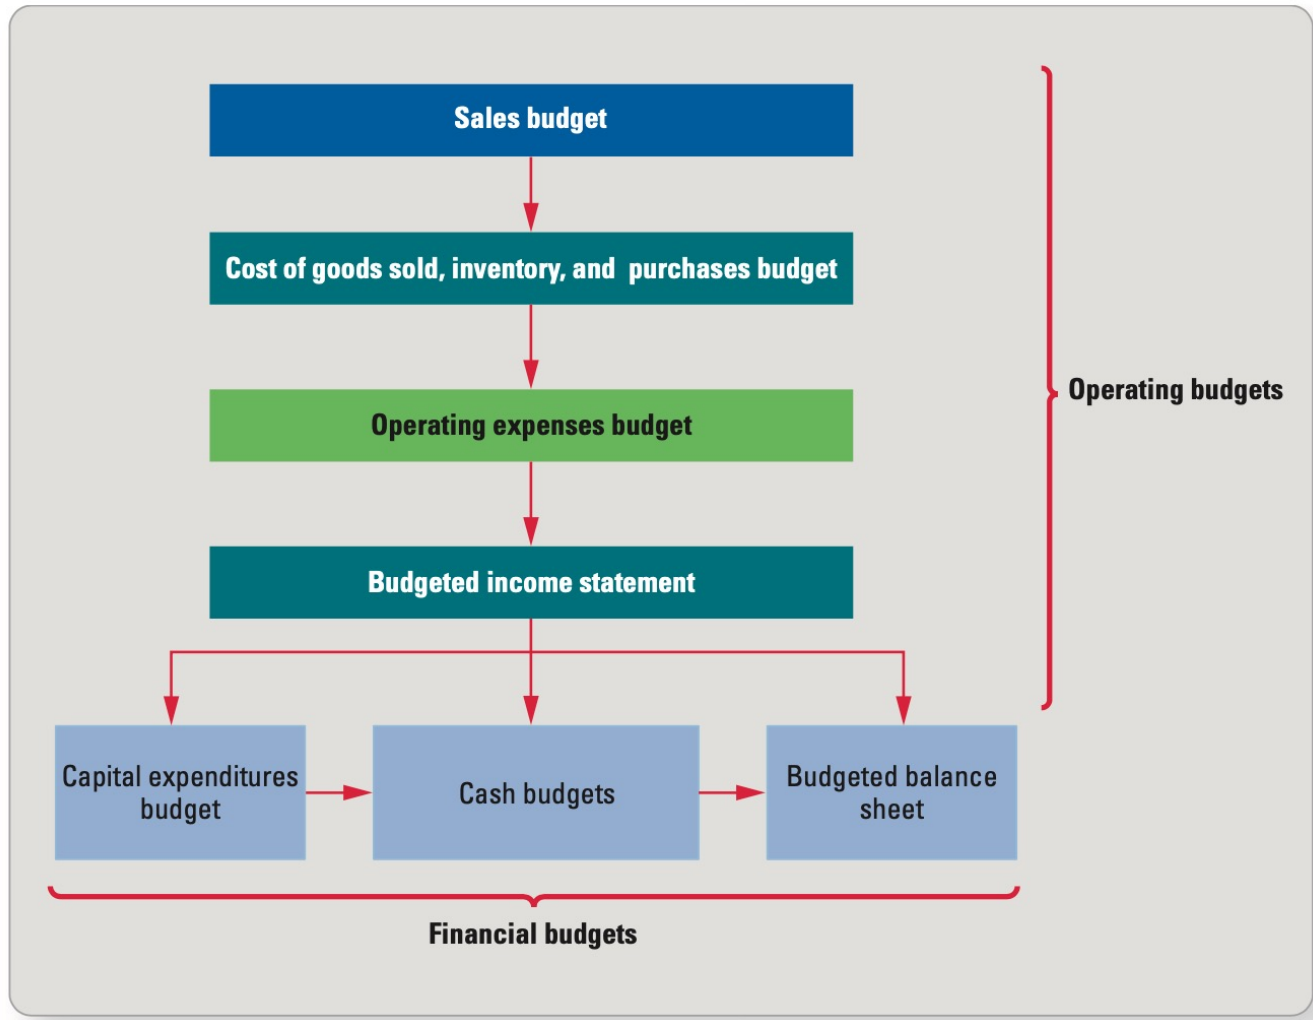 Sales budget
Cost of goods sold, inventory, and purchases budget
Operating expenses budget
Operating budgets
Budgeted income statement
Capital expenditures
budget
Cash budgets
Budgeted balance
sheet
Financial budgets